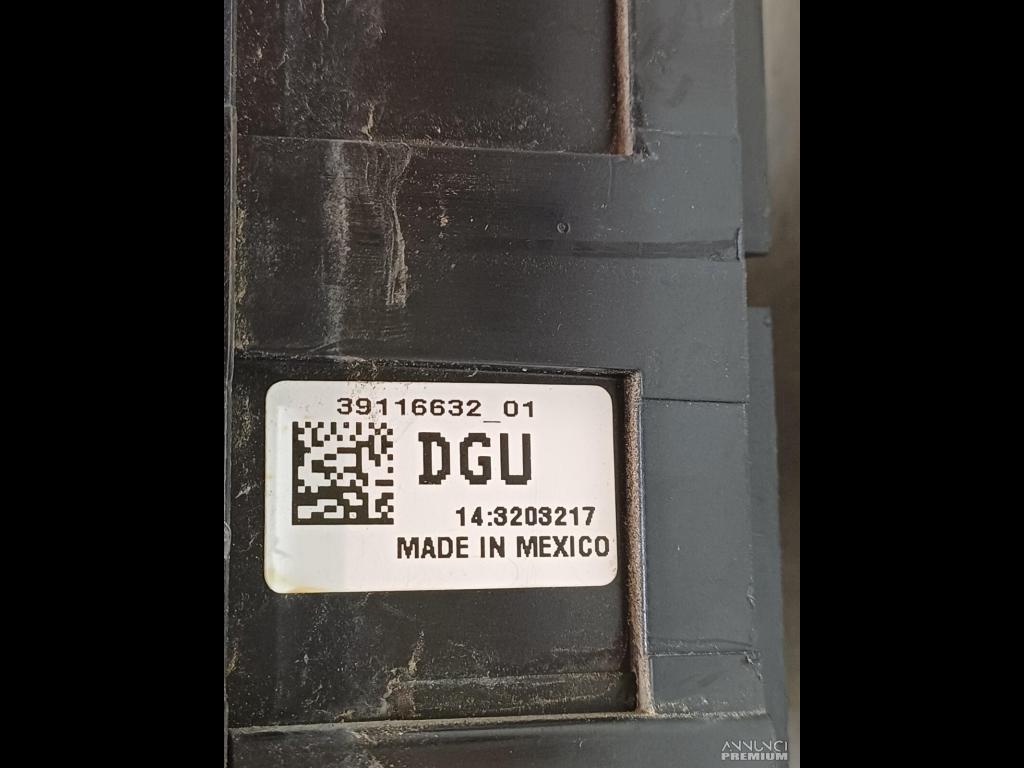 39116632_01
DGU
14:3203217
MADE IN MEXICO
ANNUNCI
PREMIUM